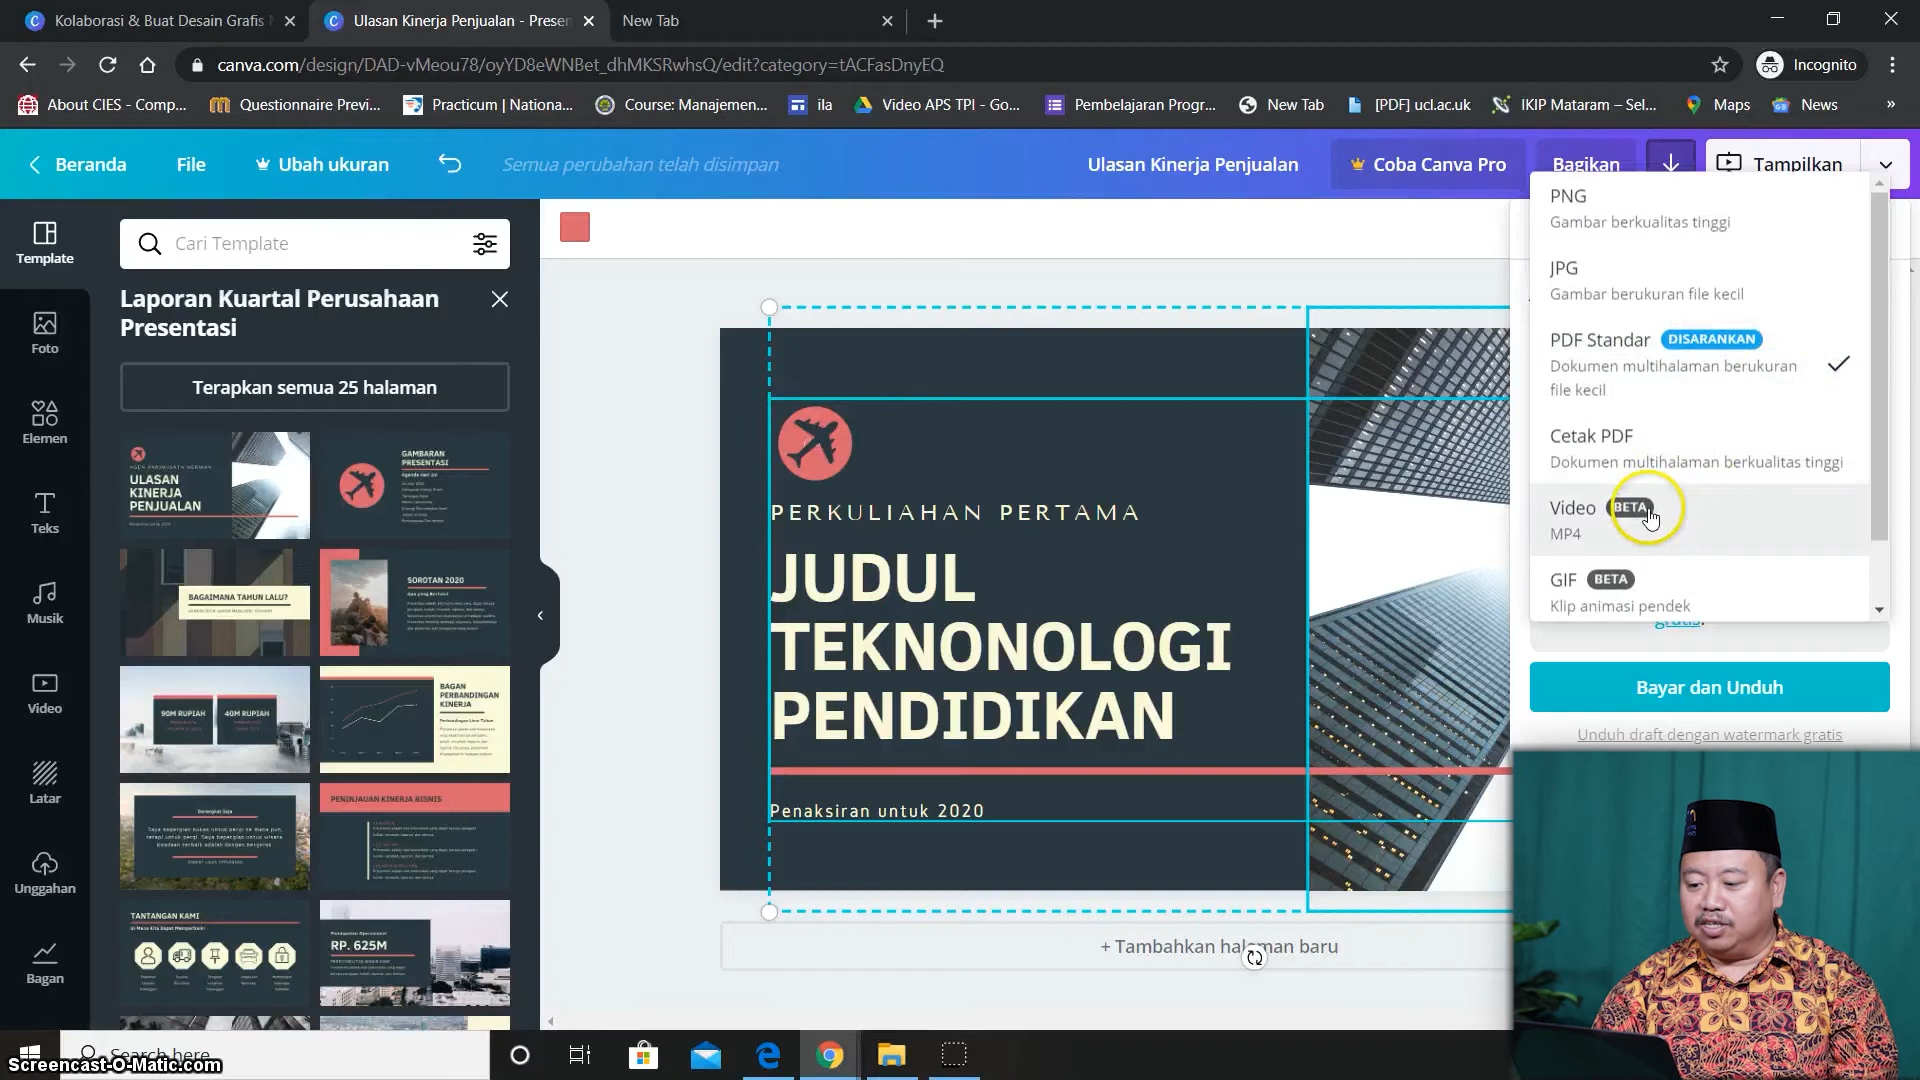 Kolaborasi & Buat Desain Grafis
Ulasan Kinerja Penjualan - Presen
New Tab
canva.com/design/DAD-vMeou78/oyYD8eWNBet_dhMKSRwhsQ/edit?category=tACFasDnyEQ
Incognito
About CIES - Comp...
Questionnaire Previ...
Practicum | Nationa...
Course: Manajemen...
ila
Video APS TPI - Go...
Pembelajaran Progr...
New Tab
[PDF] ucl.ac.uk
IKIP Mataram – Sel...
Maps
News
»
Beranda
File
Ubah ukuran
Semua perubahan telah disimpan
Ulasan Kinerja Penjualan
Coba Canva Pro
Bagikan
Tampilkan
Template
Foto
Elemen
Teks
Musik
Video
Latar
Unggahan
Bagan
Cari Template
Laporan Kuartal Perusahaan
Presentasi
Terapkan semua 25 halaman
ULASAN
KINERJA
PENJUALAN
GAMBARAN
PRESENTASI
BAGAIMANA TAHUN LALU?
SOROTAN 2020
90M RUPIAH
40M RUPIAH
BAGAN
PERBANDINGAN
KINERJA
PENINJAUAN KINERJA BISNIS
TANTANGAN KAMI
RP. 625M
PERKULIAHAN PERTAMA
JUDUL
TEKNONOLOGI
PENDIDIKAN
Penaksiran untuk 2020
+ Tambahkan halaman baru
PNG
Gambar berkualitas tinggi
JPG
Gambar berukuran file kecil
PDF Standar DISARANKAN
Dokumen multihalaman berukuran
file kecil
Cetak PDF
Dokumen multihalaman berkualitas tinggi
Video BETA
MP4
GIF BETA
Klip animasi pendek
gratis.
Bayar dan Unduh
Unduh draft dengan watermark gratis
Search here
Screencast-O-Matic.com